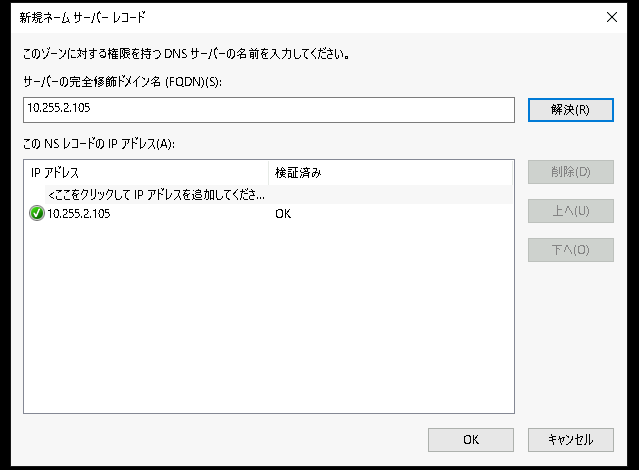 新規ネーム サーバー レコード
このゾーンに対する権限を持つ DNS サーバーの名前を入力してください。
サーバーの完全修飾ドメイン名 (FQDN)(S):
10.255.2.105
解決(R)
この NS レコードの IP アドレス(A):
IP アドレス 検証済み
<ここをクリックして IP アドレスを追加してくださ...
10.255.2.105 OK
削除(D)
上へ(U)
下へ(O)
OK
キャンセル